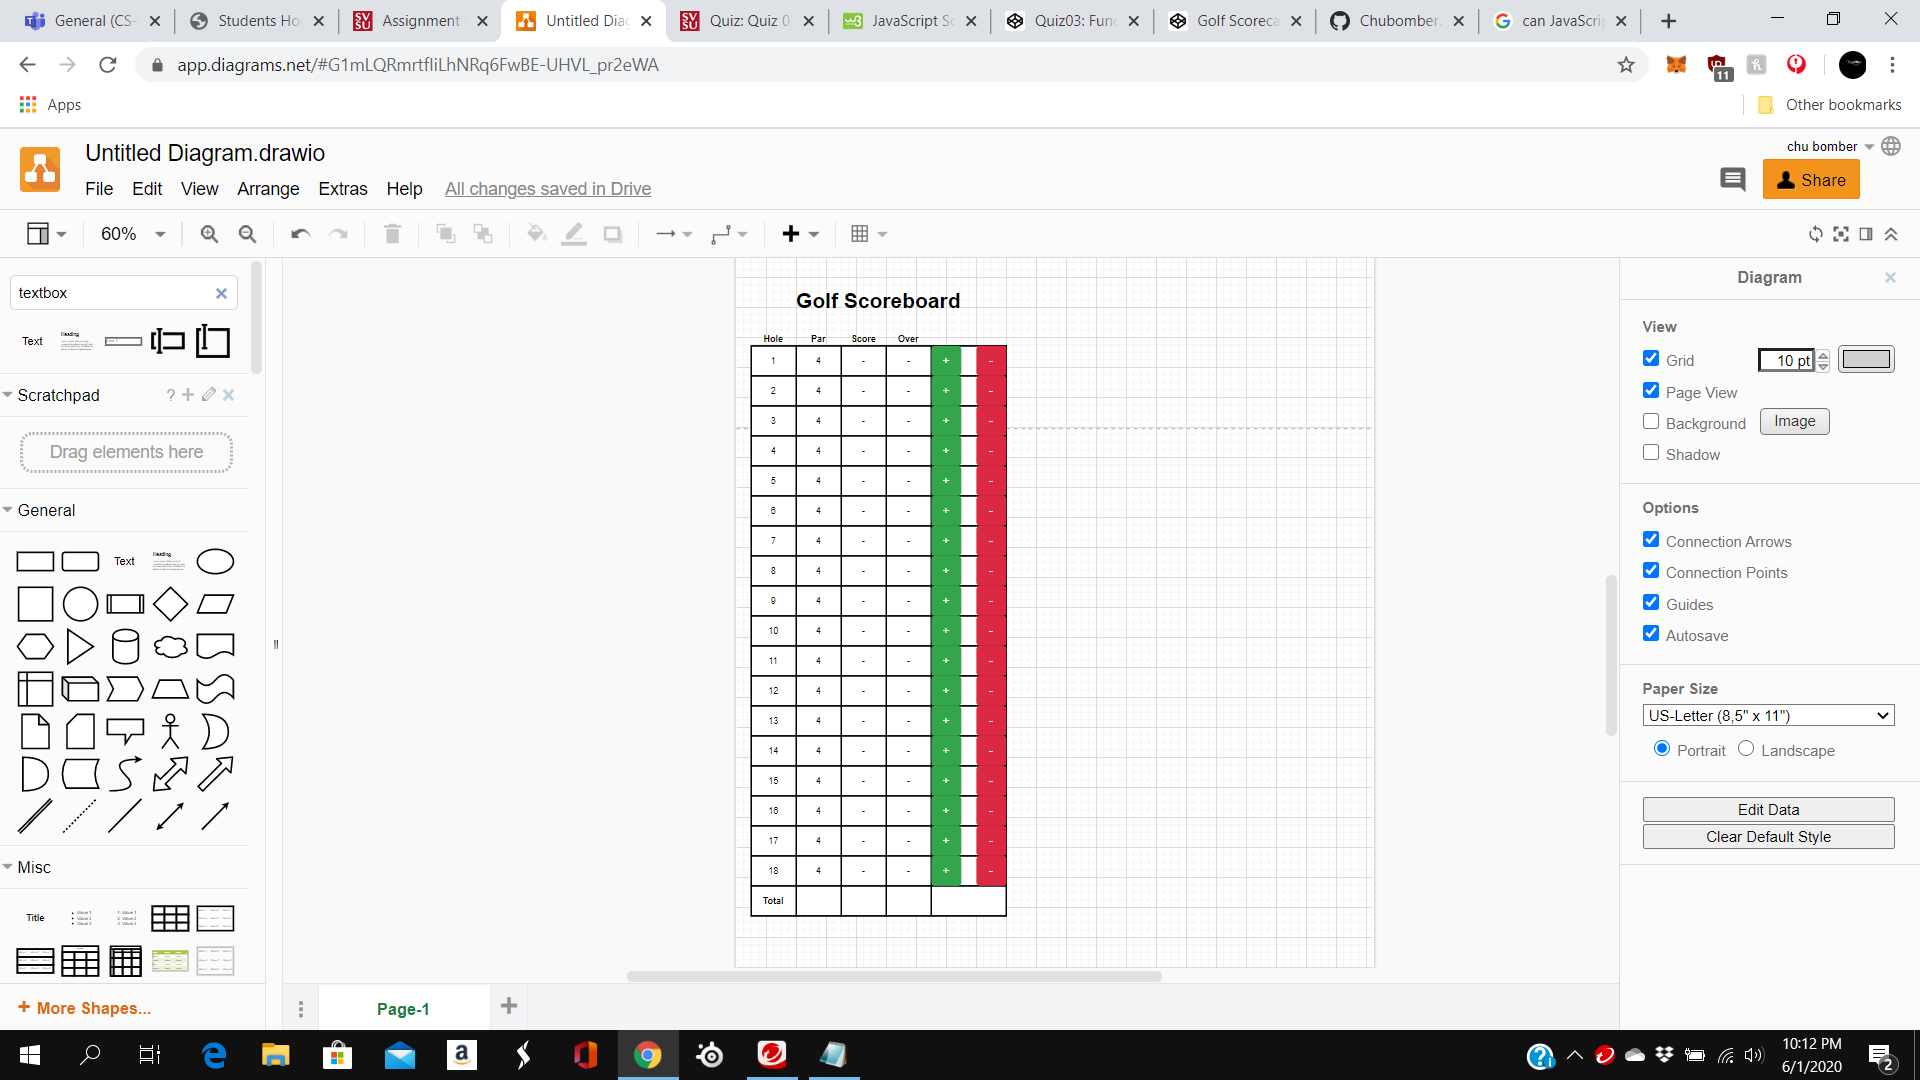 General (CS-
Students Ho
Assignment
Untitled Dia
Quiz: Quiz 0
JavaScript Sc
Quiz03: Fun
Golf Scoreca
Chubomber
can JavaScri
app.diagrams.net/#G1mLQRmrtfIiLhNRq6FwBE-UHVL_pr2eWA
11
Apps
Other bookmarks
Untitled Diagram.drawio
chu bomber
File Edit View Arrange Extras Help All changes saved in Drive
Share
60%
textbox
Text Heading
Scratchpad
?
Drag elements here
General
Text Heading
Misc
Title
+ More Shapes...
Golf Scoreboard
Hole Par Score Over
1 4 - - + -
2 4 - - + -
3 4 - - + -
4 4 - - + -
5 4 - - + -
6 4 - - + -
7 4 - - + -
8 4 - - + -
9 4 - - + -
10 4 - - + -
11 4 - - + -
12 4 - - + -
13 4 - - + -
14 4 - - + -
15 4 - - + -
16 4 - - + -
17 4 - - + -
18 4 - - + -
Total
Page-1
Diagram
View
Grid 10 pt
Page View
Background Image
Shadow
Options
Connection Arrows
Connection Points
Guides
Autosave
Paper Size
US-Letter (8,5" x 11")
Portrait Landscape
Edit Data
Clear Default Style
10:12 PM
6/1/2020
2